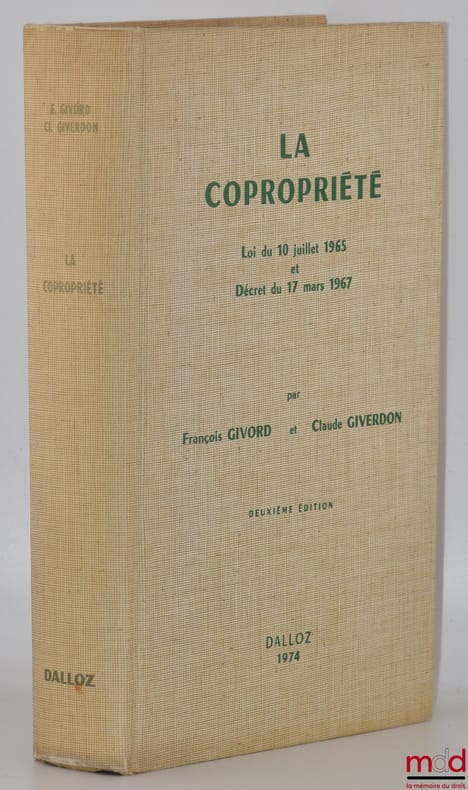 E. GIVORD
Cl. GIVERDON
LA
COPROPRIÉTÉ
DALLOZ
LA
COPROPRIÉTÉ
Loi du 10 juillet 1965
et
Décret du 17 mars 1967
par
François GIVORD et Claude GIVERDON
DEUXIÈME ÉDITION
DALLOZ
1974
mdd
la mémoire du droit